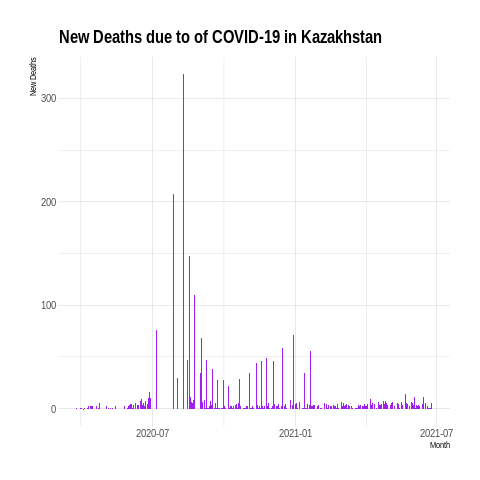 New Deaths due to of COVID-19 in Kazakhstan
New Deaths
300
200
100
0
2020-07
2021-01
2021-07
Month